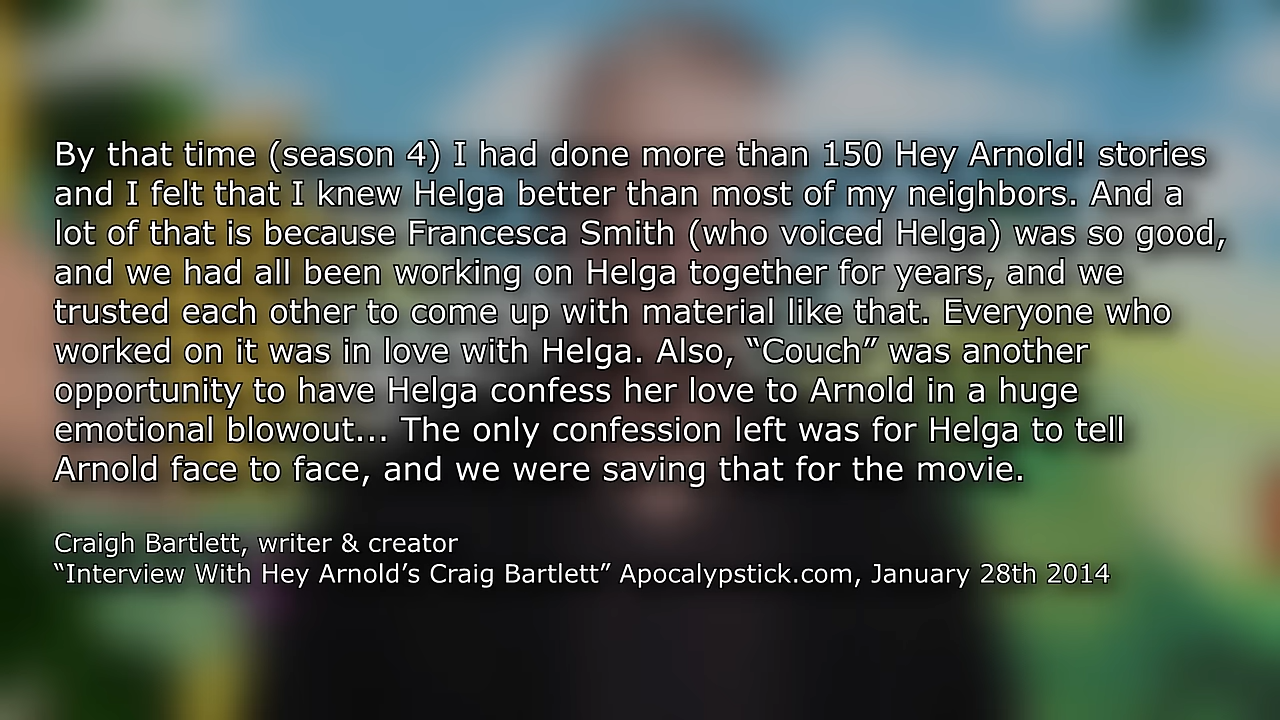 By that time (season 4) I had done more than 150 Hey Arnold! stories
and I felt that I knew Helga better than most of my neighbors. And a
lot of that is because Francesca Smith (who voiced Helga) was so good,
and we had all been working on Helga together for years, and we
trusted each other to come up with material like that. Everyone who
worked on it was in love with Helga. Also, “Couch” was another
opportunity to have Helga confess her love to Arnold in a huge
emotional blowout... The only confession left was for Helga to tell
Arnold face to face, and we were saving that for the movie.
Craigh Bartlett, writer & creator
“Interview With Hey Arnold’s Craig Bartlett” Apocalypstick.com, January 28th 2014